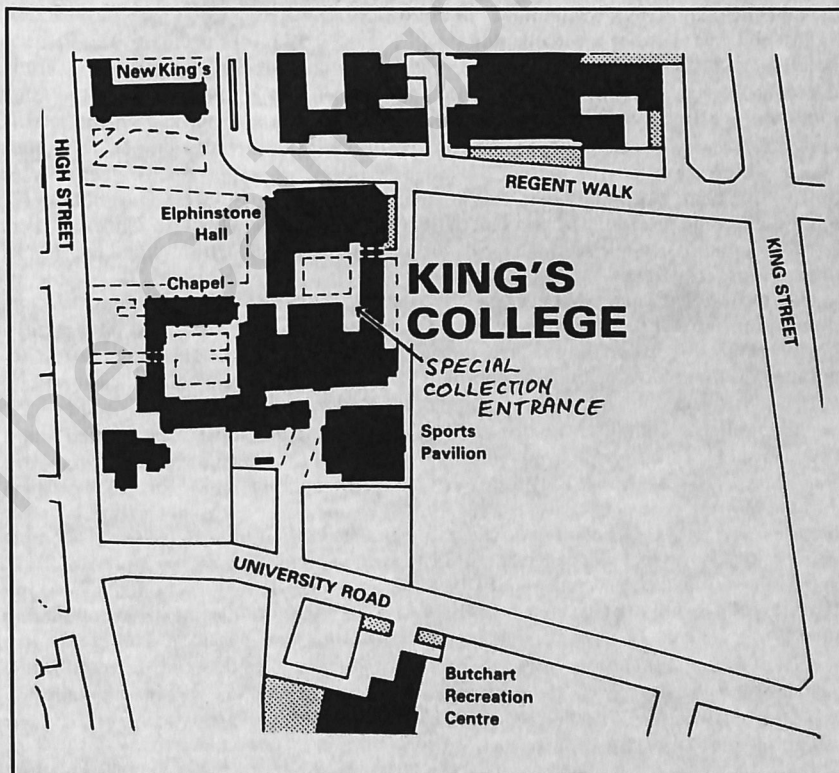 New King's
HIGH STREET
REGENT WALK
Elphinstone
Hall
KING STREET
Chapel
KING'S
COLLEGE
SPECIAL
COLLECTION
ENTRANCE
Sports
Pavilion
UNIVERSITY ROAD
Butchart
Recreation
Centre